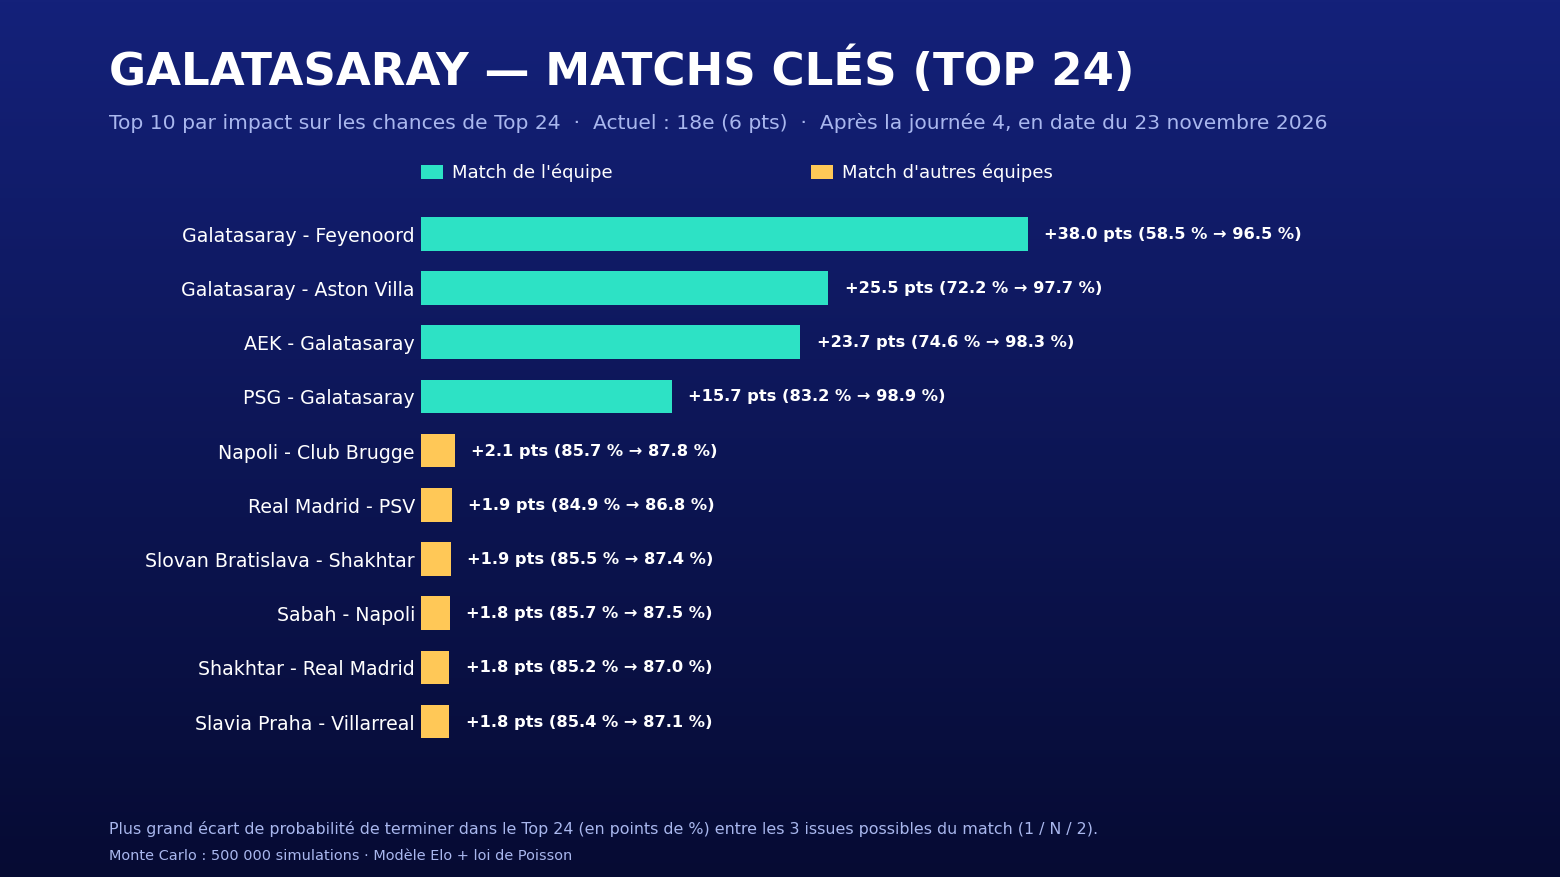 GALATASARAY — MATCHS CLÉS (TOP 24)
Top 10 par impact sur les chances de Top 24 · Actuel : 18e (6 pts) · Après la journée 4, en date du 23 novembre 2026
Match de l'équipe
Match d'autres équipes
Galatasaray - Feyenoord +38.0 pts (58.5 % → 96.5 %)
Galatasaray - Aston Villa +25.5 pts (72.2 % → 97.7 %)
AEK - Galatasaray +23.7 pts (74.6 % → 98.3 %)
PSG - Galatasaray +15.7 pts (83.2 % → 98.9 %)
Napoli - Club Brugge +2.1 pts (85.7 % → 87.8 %)
Real Madrid - PSV +1.9 pts (84.9 % → 86.8 %)
Slovan Bratislava - Shakhtar +1.9 pts (85.5 % → 87.4 %)
Sabah - Napoli +1.8 pts (85.7 % → 87.5 %)
Shakhtar - Real Madrid +1.8 pts (85.2 % → 87.0 %)
Slavia Praha - Villarreal +1.8 pts (85.4 % → 87.1 %)
Plus grand écart de probabilité de terminer dans le Top 24 (en points de %) entre les 3 issues possibles du match (1 / N / 2).
Monte Carlo : 500 000 simulations · Modèle Elo + loi de Poisson